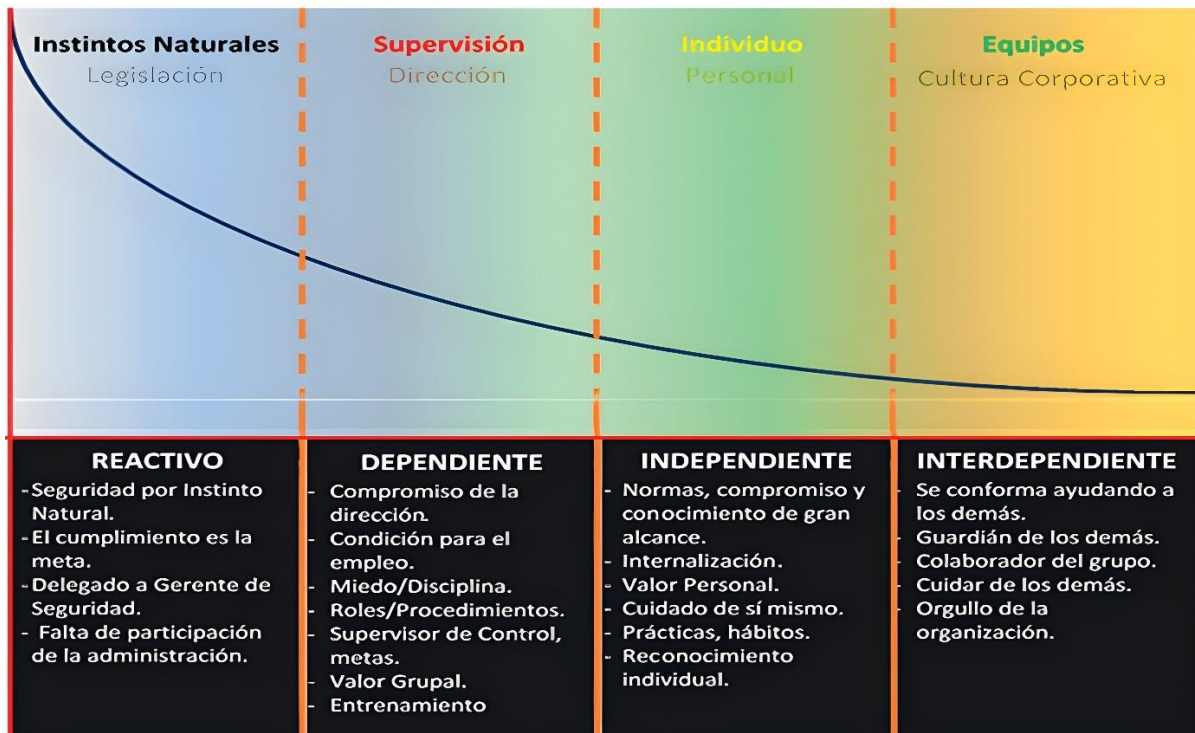 Instintos Naturales
Legislación
Supervisión
Dirección
Individuo
Personal
Equipos
Cultura Corporativa
REACTIVO
-Seguridad por Instinto
Natural.
-El cumplimiento es la
meta.
-Delegado a Gerente de
Seguridad.
- Falta de participación
de la administración.
DEPENDIENTE
- Compromiso de la
dirección.
- Condición para el
empleo.
- Miedo/Disciplina.
- Roles/Procedimientos.
- Supervisor de Control,
metas.
- Valor Grupal.
- Entrenamiento
INDEPENDIENTE
- Normas, compromiso y
conocimiento de gran
alcance.
- Internalización.
- Valor Personal.
- Cuidado de sí mismo.
- Prácticas, hábitos.
- Reconocimiento
individual.
INTERDEPENDIENTE
- Se conforma ayudando a
los demás.
- Guardián de los demás.
- Colaborador del grupo.
- Cuidar de los demás.
- Orgullo de la
organización.